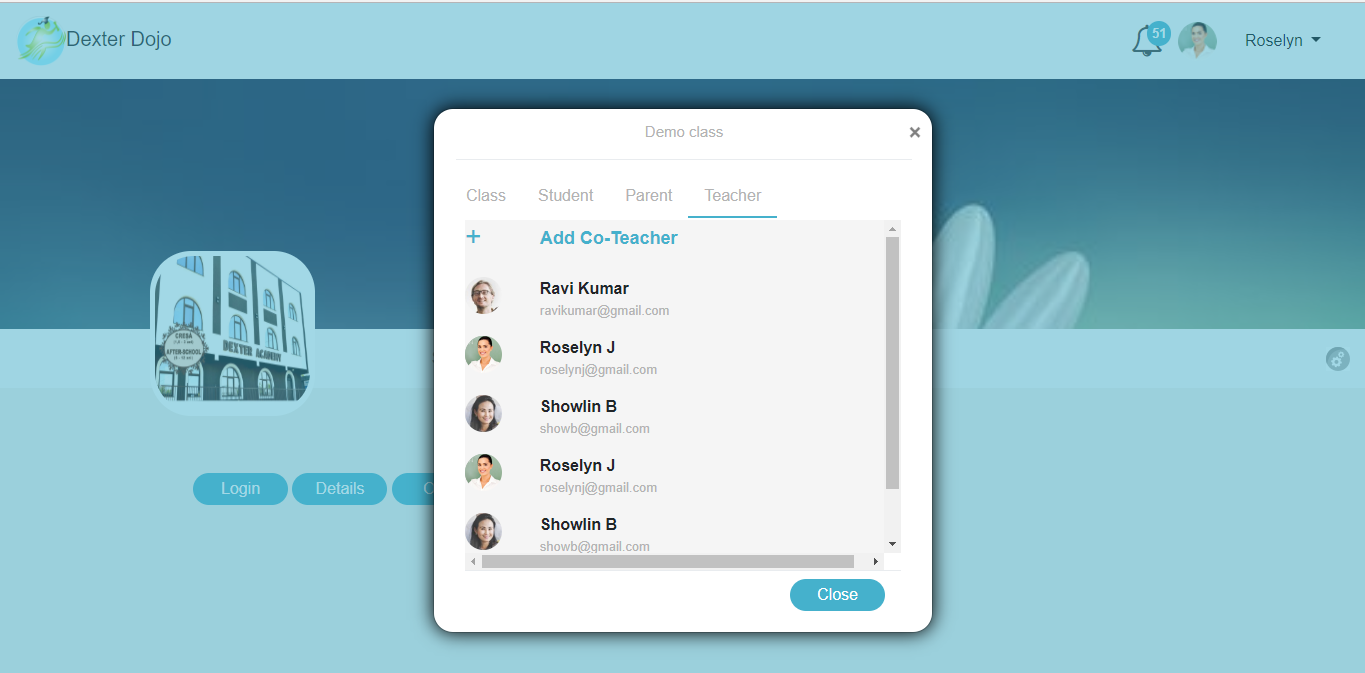 Dexter Dojo
51
Roselyn
Demo class
×
Class Student Parent Teacher
+ Add Co-Teacher
Ravi Kumar
ravikumar@gmail.com
Roselyn J
roselynj@gmail.com
Showlin B
showb@gmail.com
Roselyn J
roselynj@gmail.com
Showlin B
showb@gmail.com
CRESA
AFTER-SCHOOL
DEXTER ACADEMY
Login Details
Close